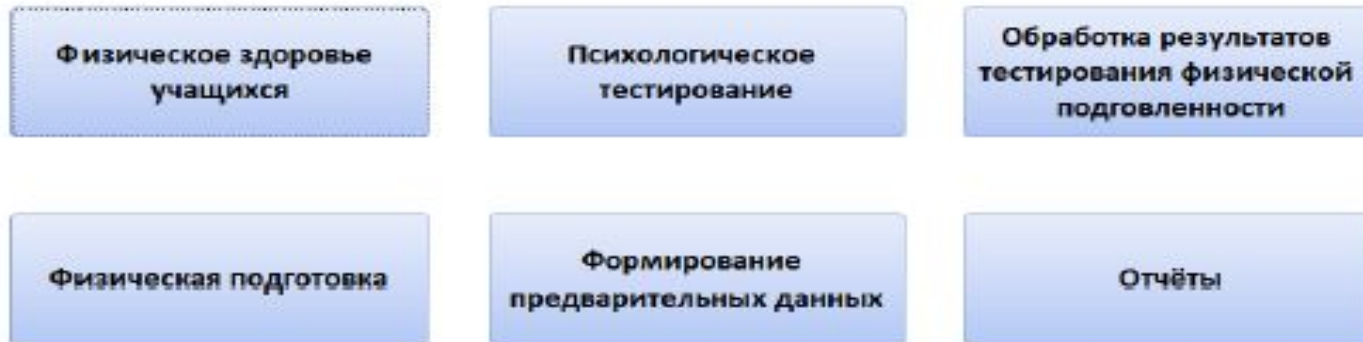 Физическое здоровье
учащихся
Психологическое
тестирование
Обработка результатов
тестирования физической
подговленности
Физическая подготовка
Формирование
предварительных данных
Отчёты